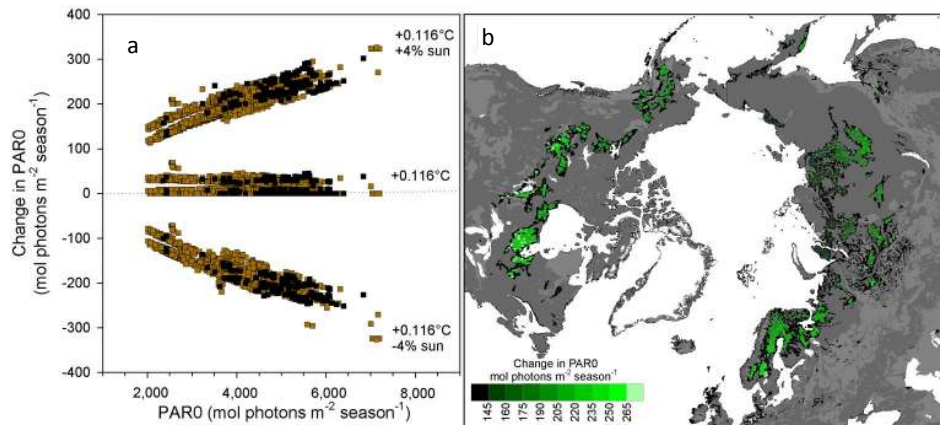 400
300
200
100
0
-100
-200
-300
-400
Change in PAR0
(mol photons m⁻² season⁻¹)
a
+0.116°C
+4% sun
+0.116°C
+0.116°C
-4% sun
2,000
4,000
6,000
8,000
PAR0 (mol photons m⁻² season⁻¹)
b
Change in PAR0
mol photons m⁻² season⁻¹
145
160
175
190
205
220
235
250
265